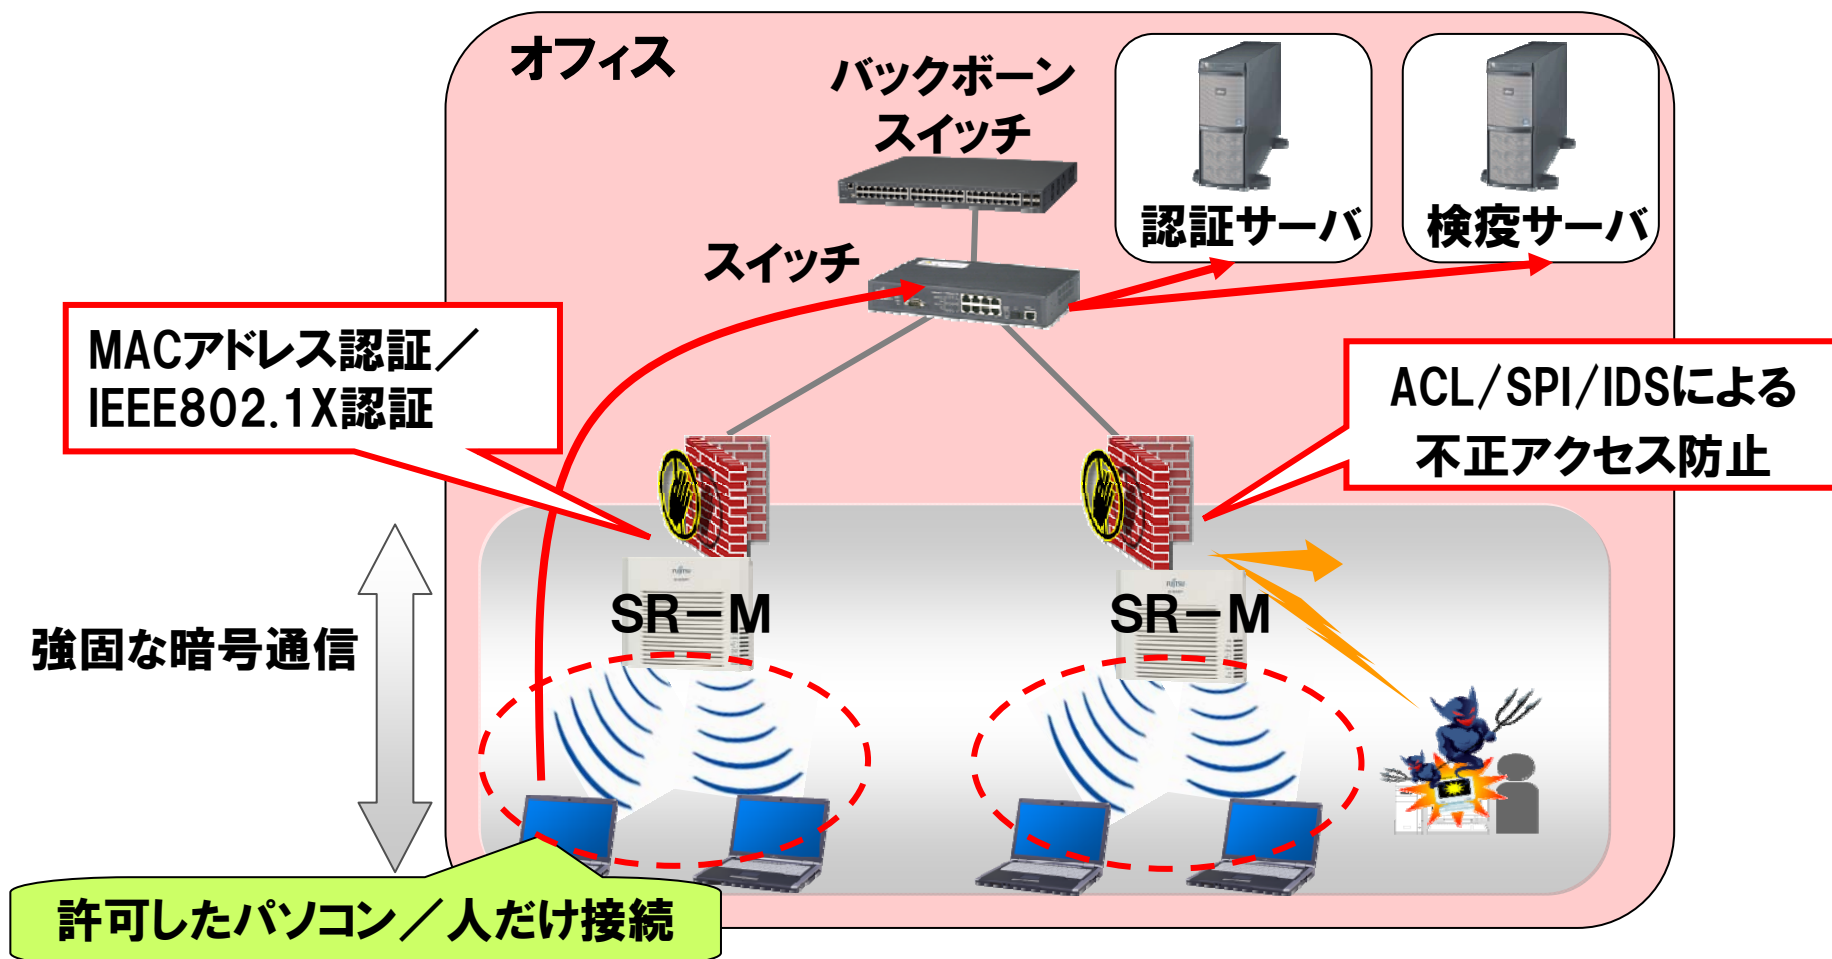 オフィス
バックボーン
スイッチ
認証サーバ
検疫サーバ
スイッチ
MACアドレス認証／
IEEE802.1X認証
ACL/SPI/IDSによる
不正アクセス防止
FUJITSU
SR－M
FUJITSU
SR－M
強固な暗号通信
許可したパソコン／人だけ接続